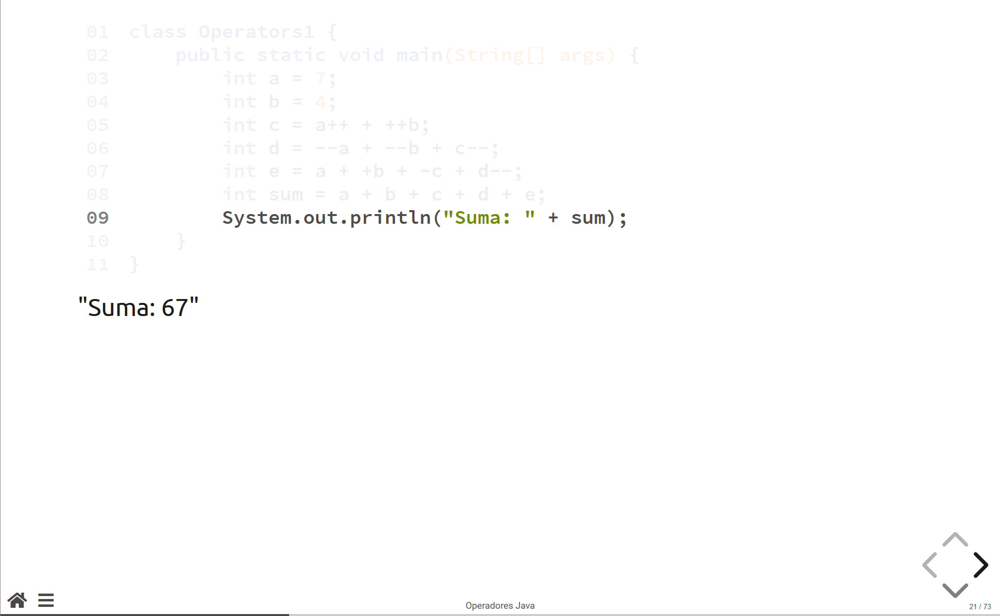 01 class Operators1 {
02     public static void main(String[] args) {
03         int a = 7;
04         int b = 4;
05         int c = a++ + ++b;
06         int d = --a + --b + c--;
07         int e = a + +b + -c + d--;
08         int sum = a + b + c + d + e;
09         System.out.println("Suma: " + sum);
10     }
11 }
"Suma: 67"
Operadores Java
21 / 73